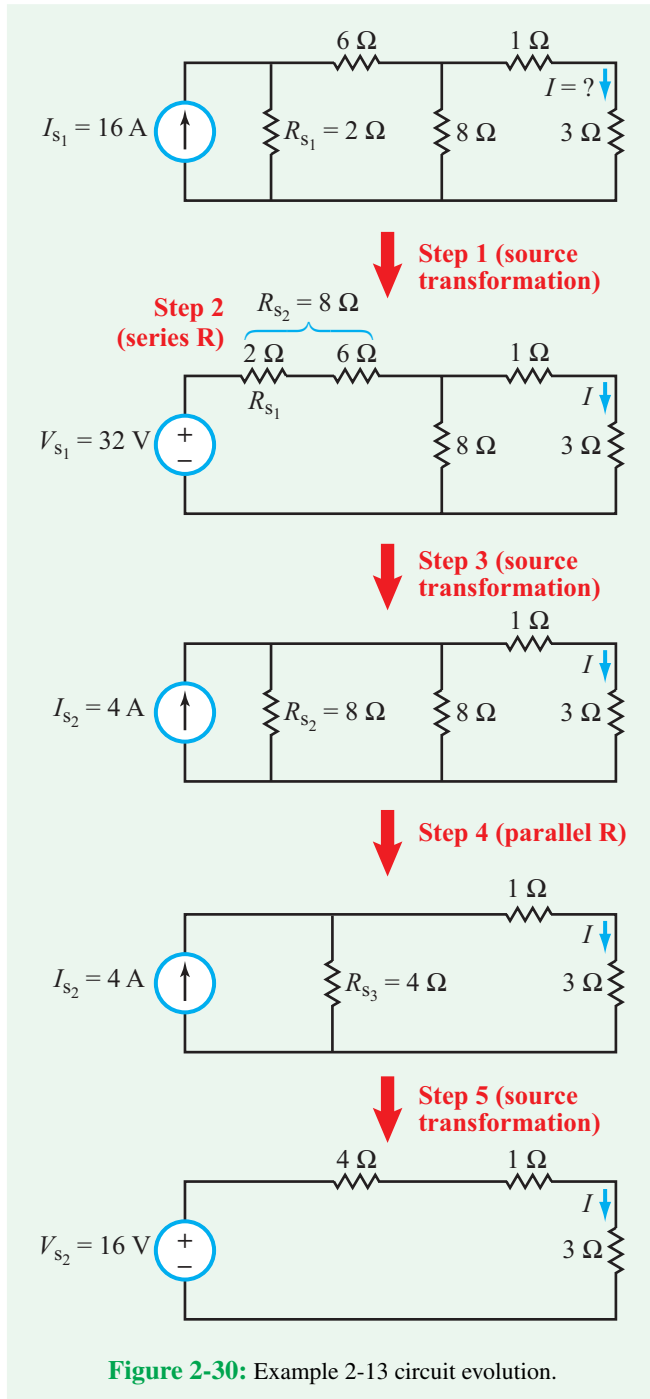 6 Ω 1 Ω
I = ?
I_s1 = 16 A R_s1 = 2 Ω 8 Ω 3 Ω
Step 1 (source
transformation)
Step 2
(series R)
R_s2 = 8 Ω
2 Ω 6 Ω 1 Ω
R_s1 I
V_s1 = 32 V + − 8 Ω 3 Ω
Step 3 (source
transformation)
1 Ω
I
I_s2 = 4 A R_s2 = 8 Ω 8 Ω 3 Ω
Step 4 (parallel R)
1 Ω
I
I_s2 = 4 A R_s3 = 4 Ω 3 Ω
Step 5 (source
transformation)
4 Ω 1 Ω
I
V_s2 = 16 V + − 3 Ω
Figure 2-30: Example 2-13 circuit evolution.